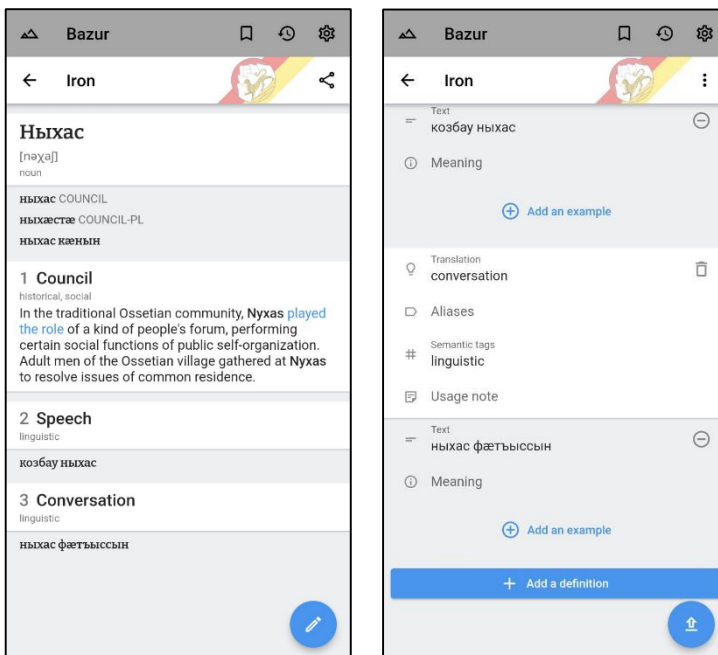 Bazur
Iron
Ныхас
[nəχaʃ]
noun
ныхас COUNCIL
ныхӕстӕ COUNCIL-PL
ныхас кӕнын
1 Council
historical, social
In the traditional Ossetian community, Nyxas played
the role of a kind of people's forum, performing
certain social functions of public self-organization.
Adult men of the Ossetian village gathered at Nyxas
to resolve issues of common residence.
2 Speech
linguistic
козбау ныхас
3 Conversation
linguistic
ныхас фӕтъыссын
Bazur
Iron
Text
козбау ныхас
Meaning
Add an example
Translation
conversation
Aliases
Semantic tags
linguistic
Usage note
Text
ныхас фӕтъыссын
Meaning
Add an example
Add a definition